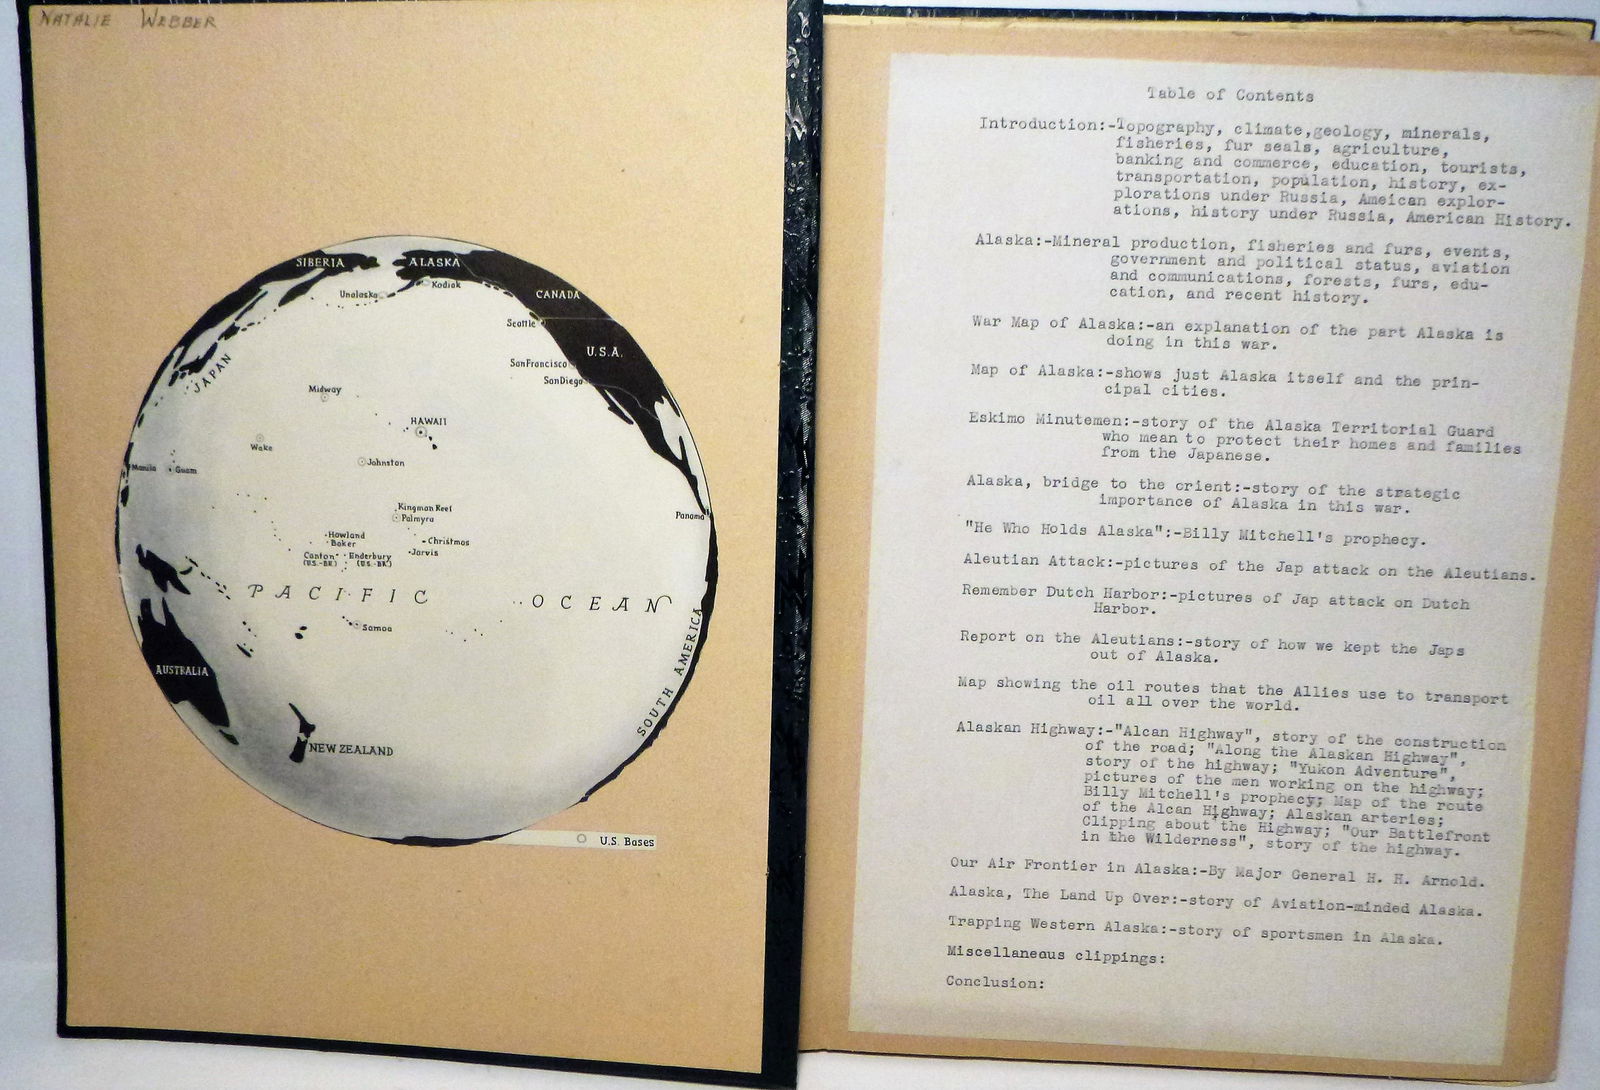 NATALIE WEBBER
SIBERIA
ALASKA
Unalaska
Kodiak
CANADA
Seattle
U.S.A.
San Francisco
San Diego
JAPAN
Midway
HAWAII
Wake
Johnston
Manila
Guam
Kingman Reef
Palmyra
Panama
Howland
Baker
Christmas
Jarvis
Canton
(U.S.-BR.)
Enderbury
(U.S.-BR.)
PACIFIC OCEAN
Samoa
SOUTH AMERICA
AUSTRALIA
NEW ZEALAND
U.S. Bases
Table of Contents
Introduction:-Topography, climate,geology, minerals,
fisheries, fur seals, agriculture,
banking and commerce, education, tourists,
transportation, population, history, ex-
plorations under Russia, Ameican explor-
ations, history under Russia, American History.
Alaska:-Mineral production, fisheries and furs, events,
government and political status, aviation
and communications, forests, furs, edu-
cation, and recent history.
War Map of Alaska:-an explanation of the part Alaska is
doing in this war.
Map of Alaska:-shows just Alaska itself and the prin-
cipal cities.
Eskimo Minutemen:-story of the Alaska Territorial Guard
who mean to protect their homes and families
from the Japanese.
Alaska, bridge to the orient:-story of the strategic
importance of Alaska in this war.
"He Who Holds Alaska":-Billy Mitchell's prophecy.
Aleutian Attack:-pictures of the Jap attack on the Aleutians.
Remember Dutch Harbor:-pictures of Jap attack on Dutch
Harbor.
Report on the Aleutians:-story of how we kept the Japs
out of Alaska.
Map showing the oil routes that the Allies use to transport
oil all over the world.
Alaskan Highway:-"Alcan Highway", story of the construction
of the road; "Along the Alaskan Highway",
story of the highway; "Yukon Adventure",
pictures of the men working on the highway;
Billy Mitchell's prophecy; Map of the route
of the Alcan Highway; Alaskan arteries;
Clipping about the Highway; "Our Battlefront
in the Wilderness", story of the highway.
Our Air Frontier in Alaska:-By Major General H. H. Arnold.
Alaska, The Land Up Over:-story of Aviation-minded Alaska.
Trapping Western Alaska:-story of sportsmen in Alaska.
Miscellaneous clippings:
Conclusion: